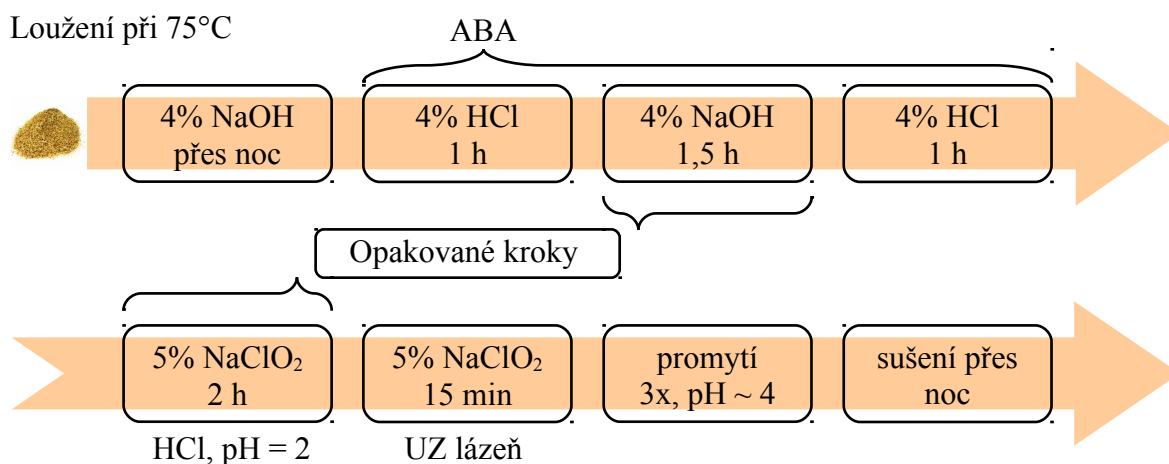 Loužení při 75°C
ABA
4% NaOH
přes noc
4% HCl
1 h
4% NaOH
1,5 h
4% HCl
1 h
Opakované kroky
5% NaClO₂
2 h
5% NaClO₂
15 min
promytí
3x, pH ~ 4
sušení přes
noc
HCl, pH = 2
UZ lázeň